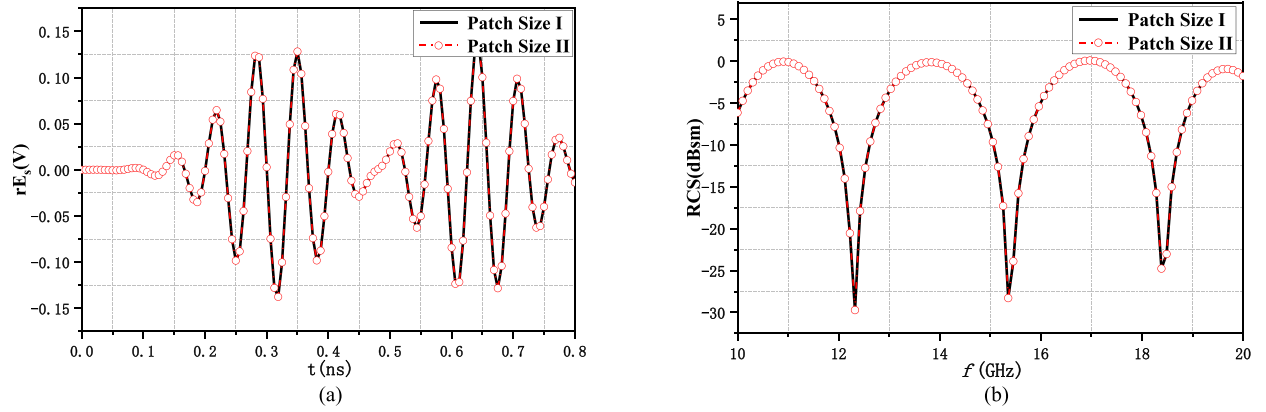 0.15
0.10
0.05
0.00
−0.05
−0.10
−0.15
rEs(V)
Patch Size I
Patch Size II
0.0 0.1 0.2 0.3 0.4 0.5 0.6 0.7 0.8
t(ns)
(a)
5
0
−5
−10
−15
−20
−25
−30
RCS(dBsm)
Patch Size I
Patch Size II
10 12 14 16 18 20
f(GHz)
(b)